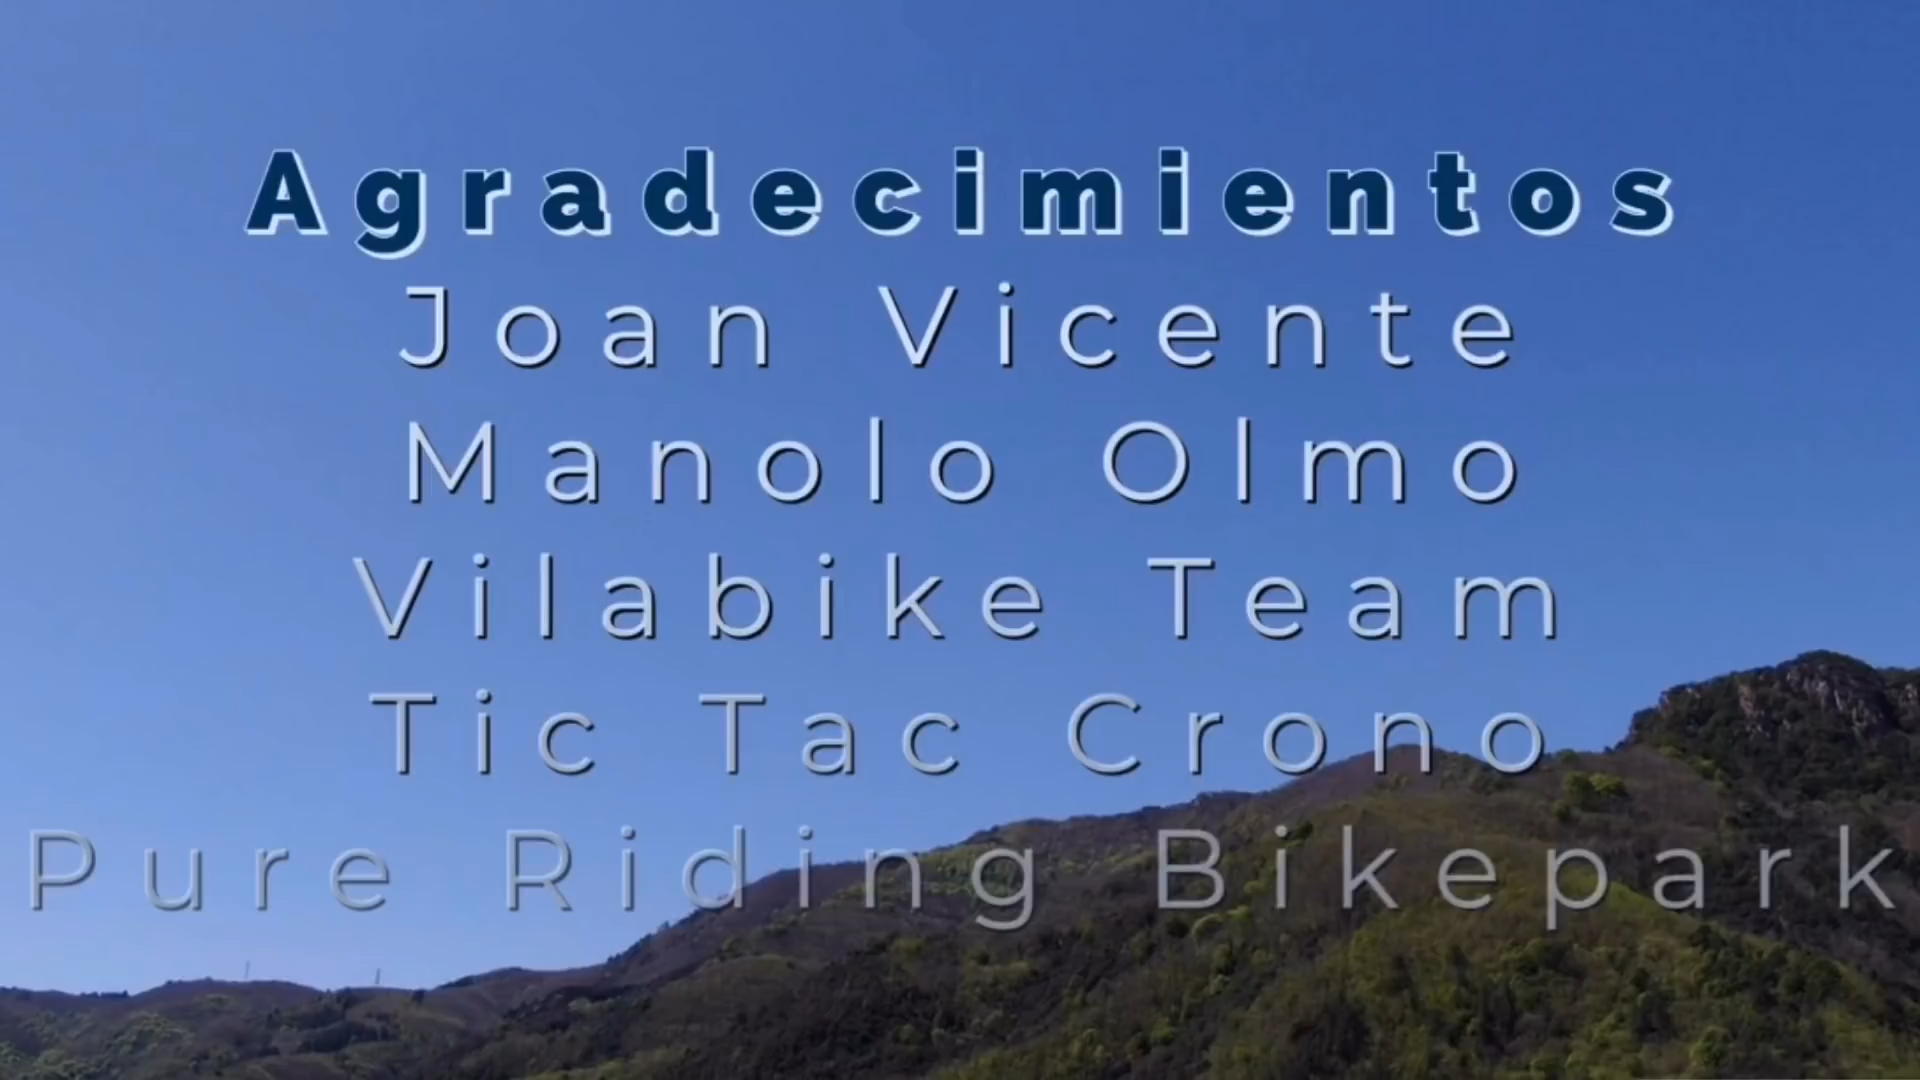 Agradecimientos
Joan Vicente
Manolo Olmo
Vilabike Team
Tic Tac Crono
Pure Riding Bikepark